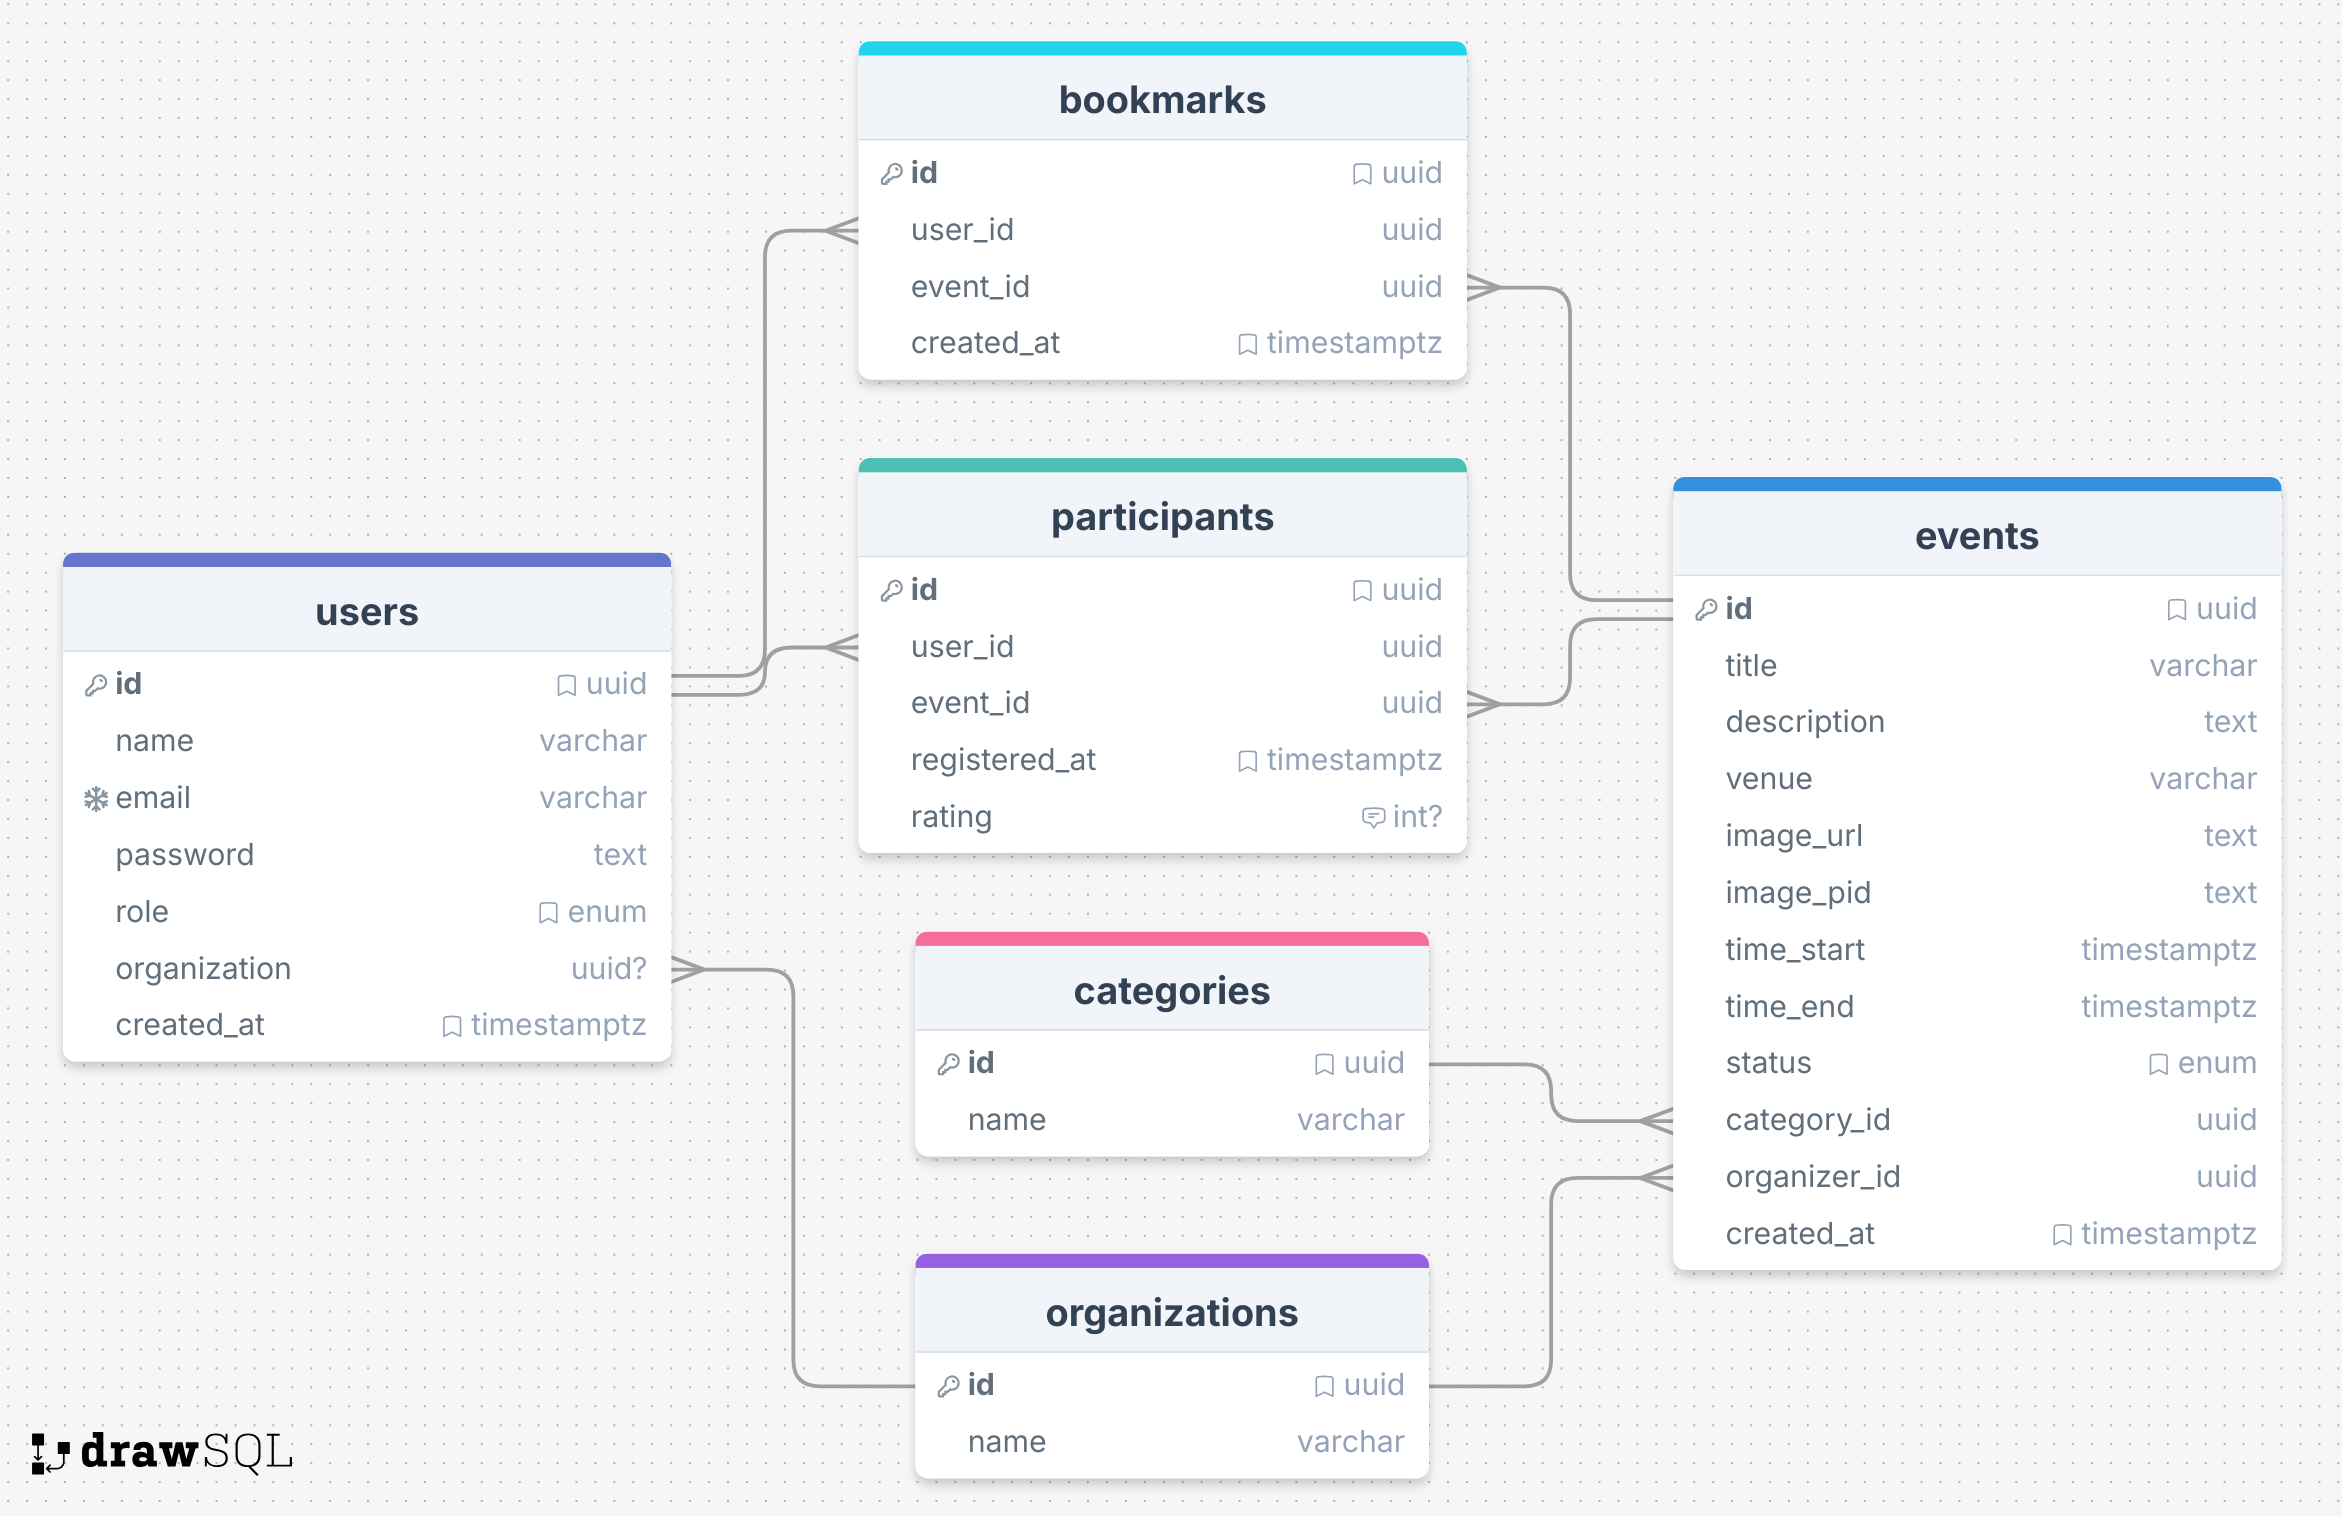 bookmarks
id uuid
user_id uuid
event_id uuid
created_at timestamptz
participants
id uuid
user_id uuid
event_id uuid
registered_at timestamptz
rating int?
users
id uuid
name varchar
email varchar
password text
role enum
organization uuid?
created_at timestamptz
categories
id uuid
name varchar
organizations
id uuid
name varchar
events
id uuid
title varchar
description text
venue varchar
image_url text
image_pid text
time_start timestamptz
time_end timestamptz
status enum
category_id uuid
organizer_id uuid
created_at timestamptz
drawSQL